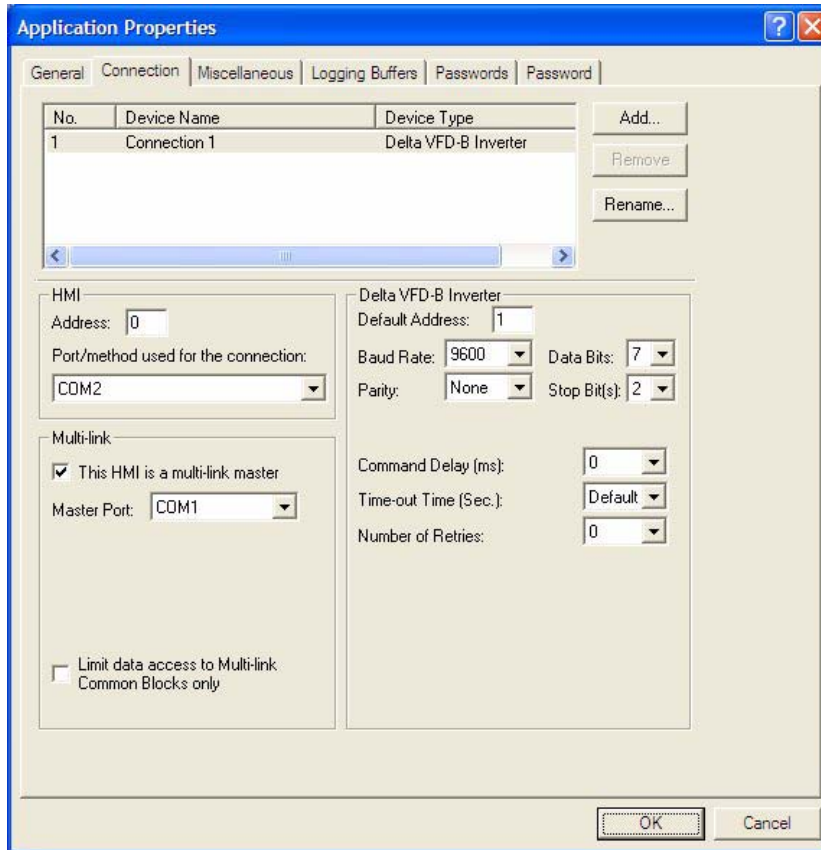 Application Properties
General Connection Miscellaneous Logging Buffers Passwords Password
No. Device Name Device Type
1 Connection 1 Delta VFD-B Inverter
Add...
Remove
Rename...
HMI
Address: 0
Port/method used for the connection:
COM2
Multi-link
This HMI is a multi-link master
Master Port: COM1
Limit data access to Multi-link
Common Blocks only
Delta VFD-B Inverter
Default Address: 1
Baud Rate: 9600 Data Bits: 7
Parity: None Stop Bit(s): 2
Command Delay (ms): 0
Time-out Time (Sec.): Default
Number of Retries: 0
OK Cancel